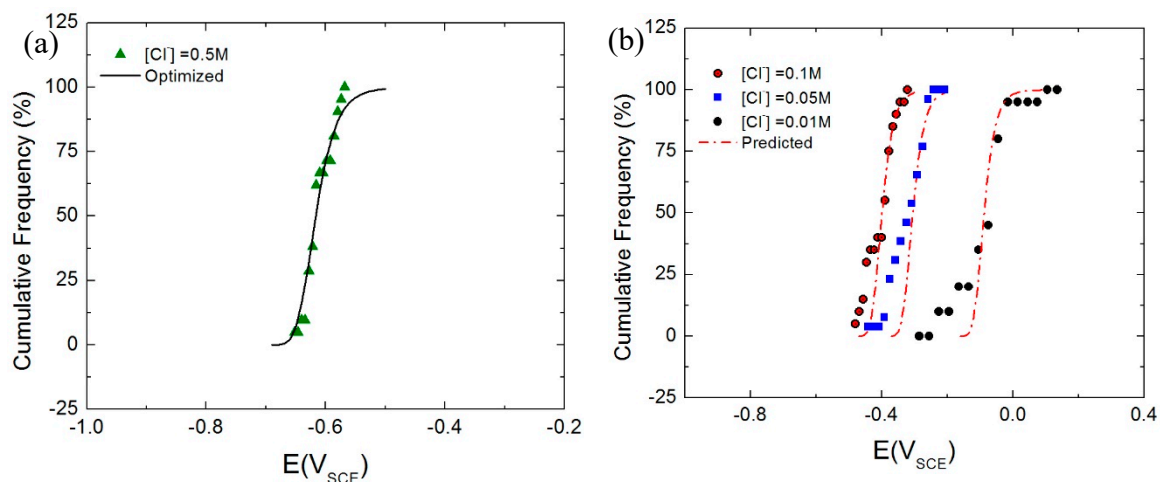 (a)
[Cl⁻] =0.5M
Optimized
Cumulative Frequency (%)
125
100
75
50
25
0
-25
-1.0 -0.8 -0.6 -0.4 -0.2
E(V_SCE)
(b)
[Cl⁻] =0.1M
[Cl⁻] =0.05M
[Cl⁻] =0.01M
Predicted
Cumulative Frequency (%)
125
100
75
50
25
0
-25
-0.8 -0.4 0.0 0.4
E(V_SCE)